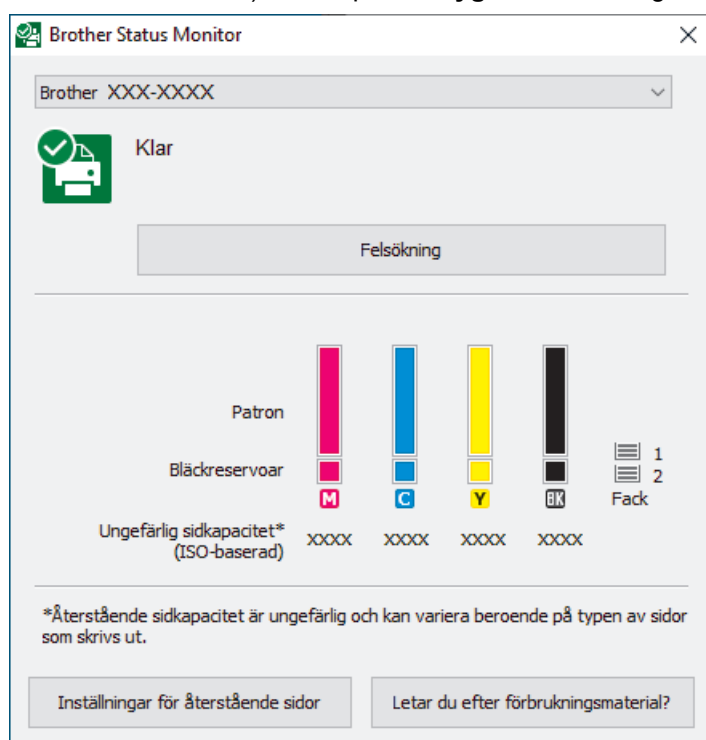 Brother Status Monitor
Brother XXX-XXXX
Klar
Felsökning
Patron
Bläckreservoar
1
2
M C Y BK Fack
Ungefärlig sidkapacitet*
(ISO-baserad)
XXXX XXXX XXXX XXXX
*Återstående sidkapacitet är ungefärlig och kan variera beroende på typen av sidor
som skrivs ut.
Inställningar för återstående sidor
Letar du efter förbrukningsmaterial?